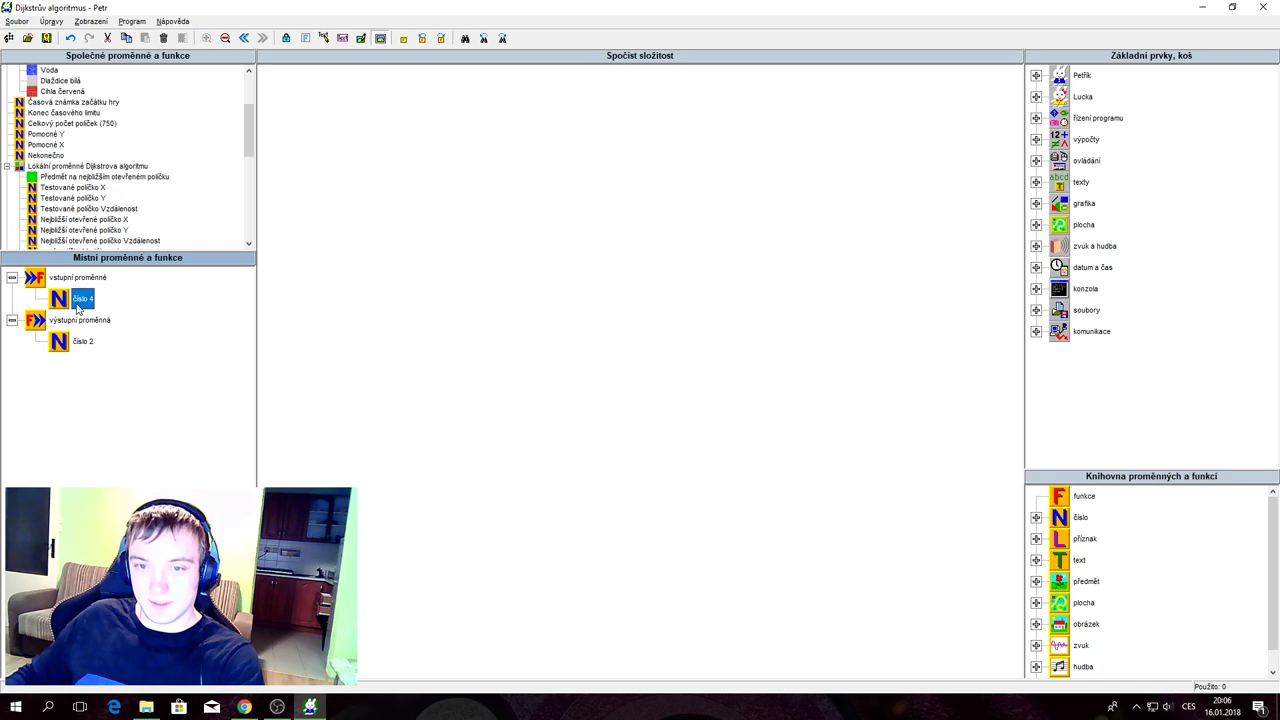 Dijkstrův algoritmus - Petr
Soubor Úpravy Zobrazení Program Nápověda
Společné proměnné a funkce
Voda
Dlaždice bílá
Cihla červená
Časová známka začátku hry
Konec časového limitu
Celkový počet políček (750)
Pomocné Y
Pomocné X
Nekonečno
Lokální proměnné Dijkstrova algoritmu
Předmět na nejbližším otevřeném políčku
Testované políčko X
Testované políčko Y
Testované políčko Vzdálenost
Nejbližší otevřené políčko X
Nejbližší otevřené políčko Y
Nejbližší otevřené políčko Vzdálenost
Místní proměnné a funkce
vstupní proměnné
číslo 4
výstupní proměnná
číslo 2
Spočíst složitost
Základní prvky, koš
Petřík
Lucka
řízení programu
výpočty
ovládání
texty
grafika
plocha
zvuk a hudba
datum a čas
konzola
soubory
komunikace
Knihovna proměnných a funkcí
funkce
číslo
příznak
text
předmět
plocha
obrázek
zvuk
hudba
Použito: 0
CES
20:06
16.01.2018